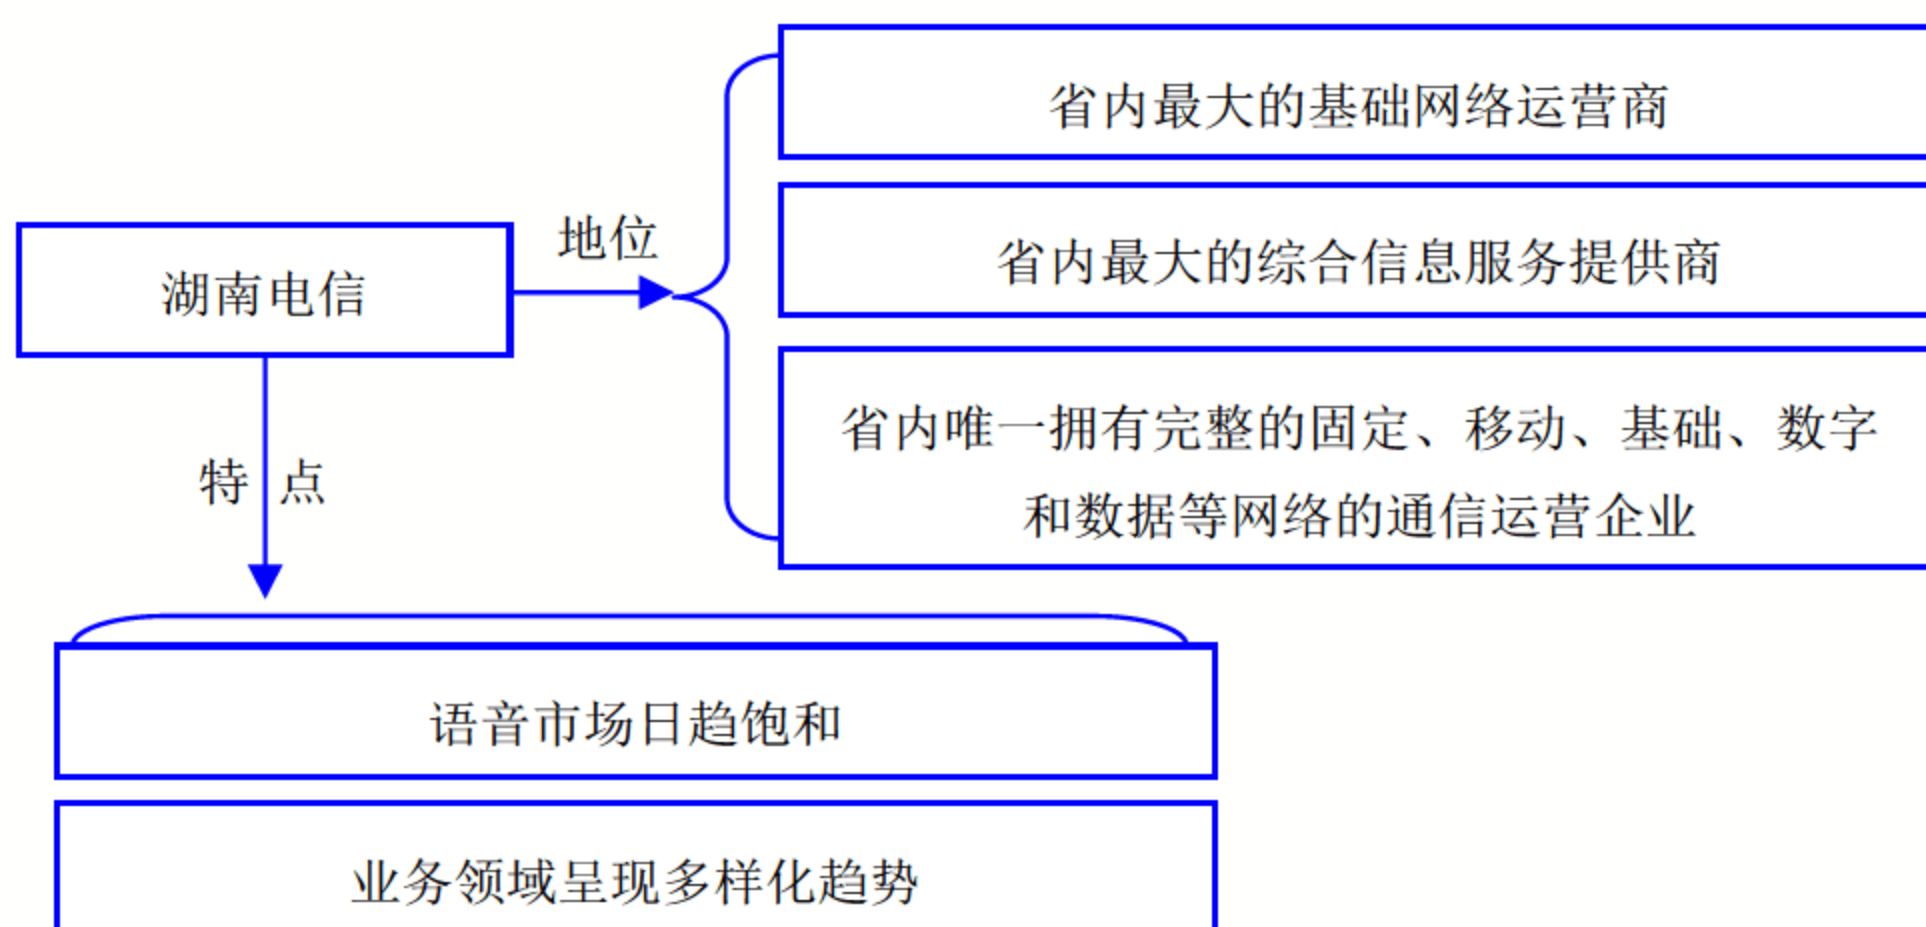 省内最大的基础网络运营商
省内最大的综合信息服务提供商
地位
湖南电信
省内唯一拥有完整的固定、移动、基础、数字
和数据等网络的通信运营企业
特 点
语音市场日趋饱和
业务领域呈现多样化趋势